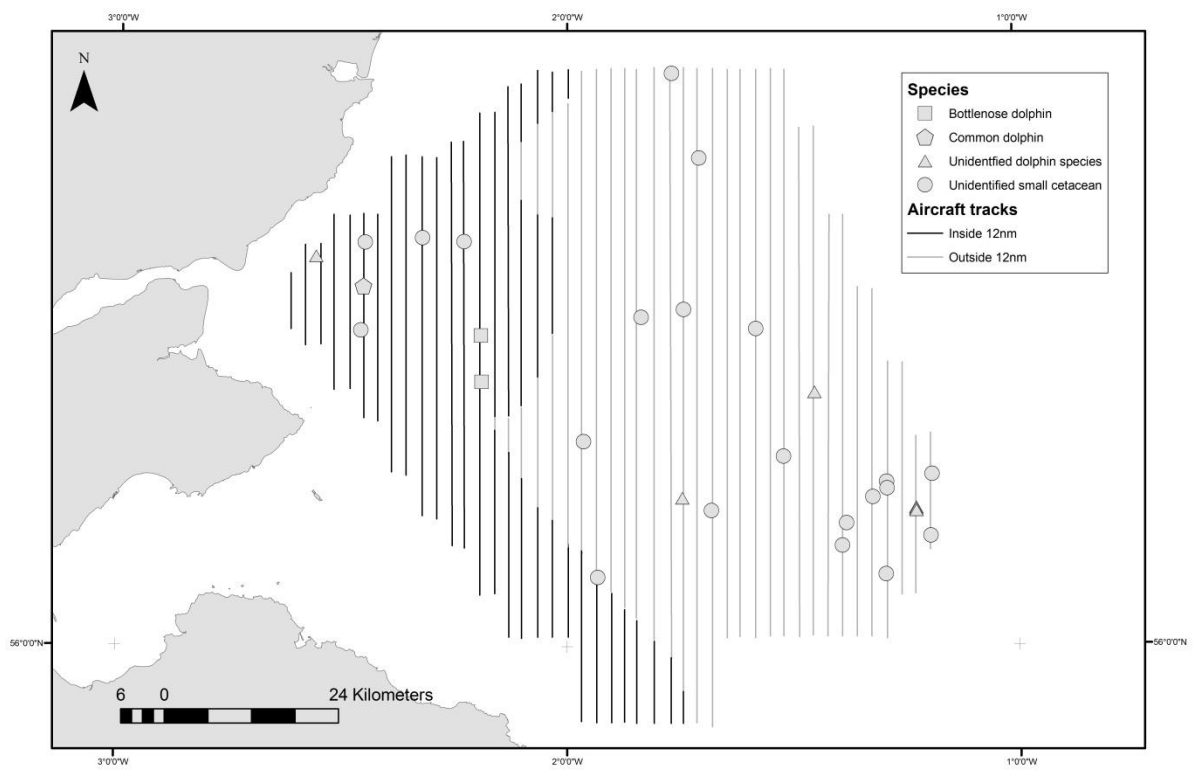 3°0'0"W 2°0'0"W 1°0'0"W
N
Species
Bottlenose dolphin
Common dolphin
Unidentfied dolphin species
Unidentified small cetacean
Aircraft tracks
Inside 12nm
Outside 12nm
56°0'0"N 56°0'0"N
6 0 24 Kilometers
3°0'0"W 2°0'0"W 1°0'0"W